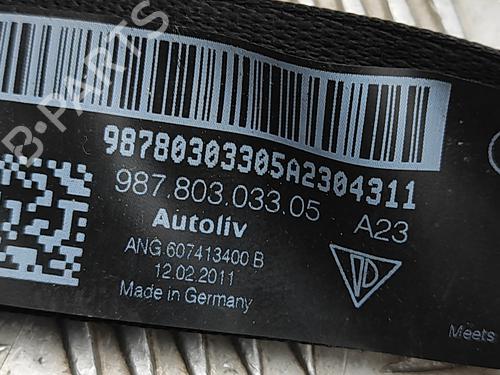 98780303305A2304311
987.803.033.05 A23
Autoliv
ANG 607413400 B
12.02.2011
Made in Germany
Meets
B-PARTS